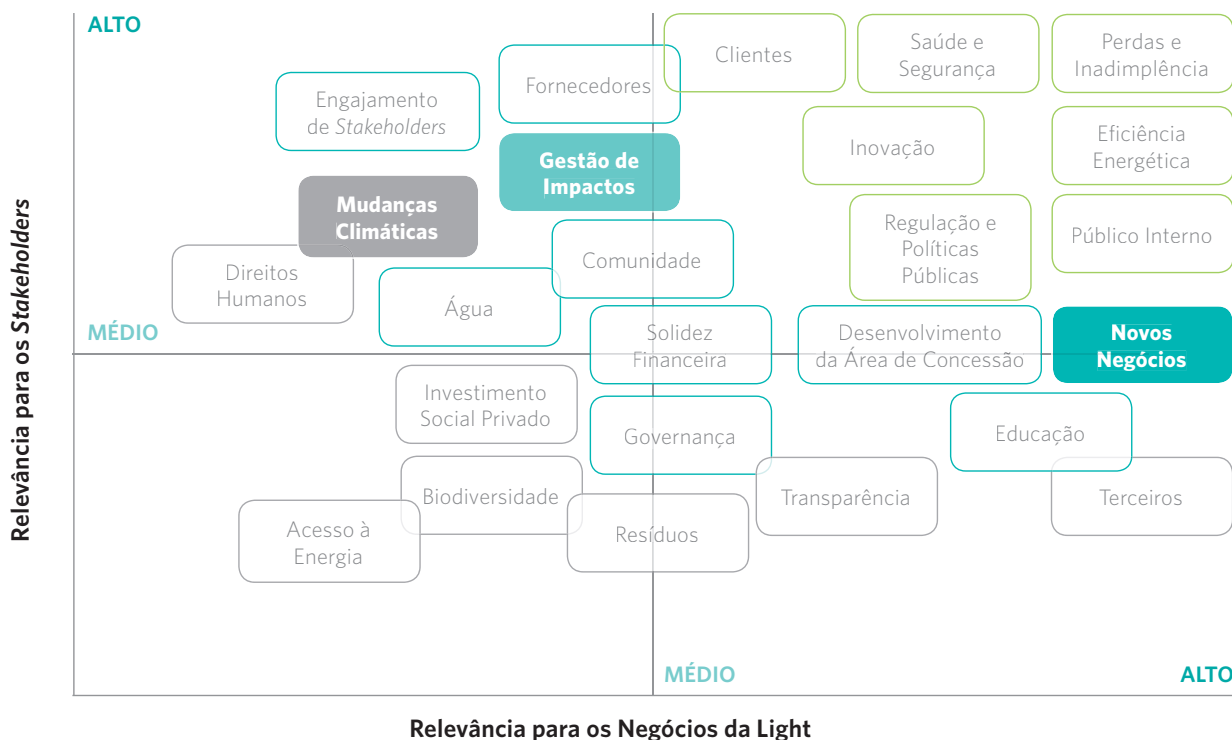 ALTO
Clientes
Saúde e
Segurança
Perdas e
Inadimplência
Fornecedores
Engajamento
de Stakeholders
Inovação
Eficiência
Energética
Gestão de
Impactos
Mudanças
Climáticas
Regulação e
Políticas
Públicas
Público Interno
Comunidade
Direitos
Humanos
Água
MÉDIO
Solidez
Financeira
Desenvolvimento
da Área de Concessão
Novos
Negócios
Investimento
Social Privado
Governança
Educação
Biodiversidade
Transparência
Terceiros
Acesso à
Energia
Resíduos
MÉDIO
ALTO
Relevância para os Stakeholders
Relevância para os Negócios da Light